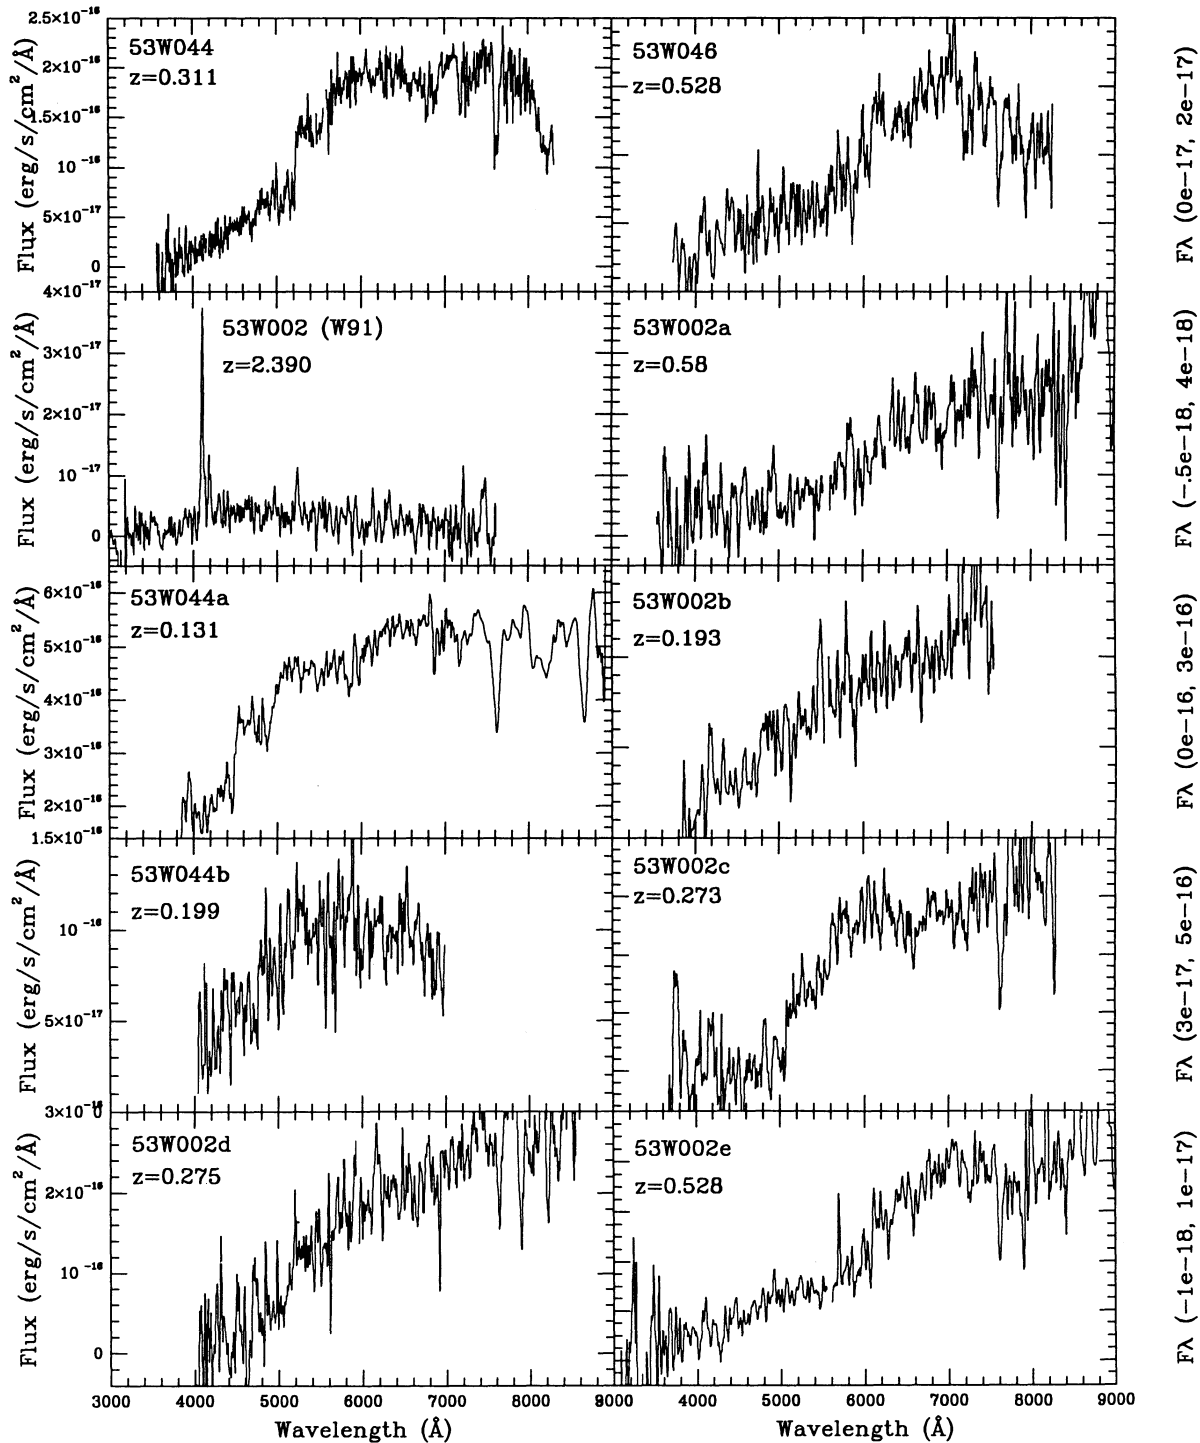 2.5×10⁻¹⁶
2×10⁻¹⁶
1.5×10⁻¹⁶
10⁻¹⁶
5×10⁻¹⁷
0
Flux (erg/s/cm²/Å)
53W044
z=0.311
53W046
z=0.528
Fλ (0e−17, 2e−17)
4×10⁻¹⁷
3×10⁻¹⁷
2×10⁻¹⁷
10⁻¹⁷
0
Flux (erg/s/cm²/Å)
53W002 (W91)
z=2.390
53W002a
z=0.58
Fλ (−.5e−18, 4e−18)
6×10⁻¹⁶
5×10⁻¹⁶
4×10⁻¹⁶
3×10⁻¹⁶
2×10⁻¹⁶
1.5×10⁻¹⁶
Flux (erg/s/cm²/Å)
53W044a
z=0.131
53W002b
z=0.193
Fλ (0e−16, 3e−16)
10⁻¹⁶
5×10⁻¹⁷
0
Flux (erg/s/cm²/Å)
53W044b
z=0.199
53W002c
z=0.273
Fλ (3e−17, 5e−16)
3×10⁻¹⁶
2×10⁻¹⁶
10⁻¹⁶
0
Flux (erg/s/cm²/Å)
53W002d
z=0.275
53W002e
z=0.528
Fλ (−1e−18, 1e−17)
3000 4000 5000 6000 7000 8000
4000 5000 6000 7000 8000 9000
Wavelength (Å)
Wavelength (Å)